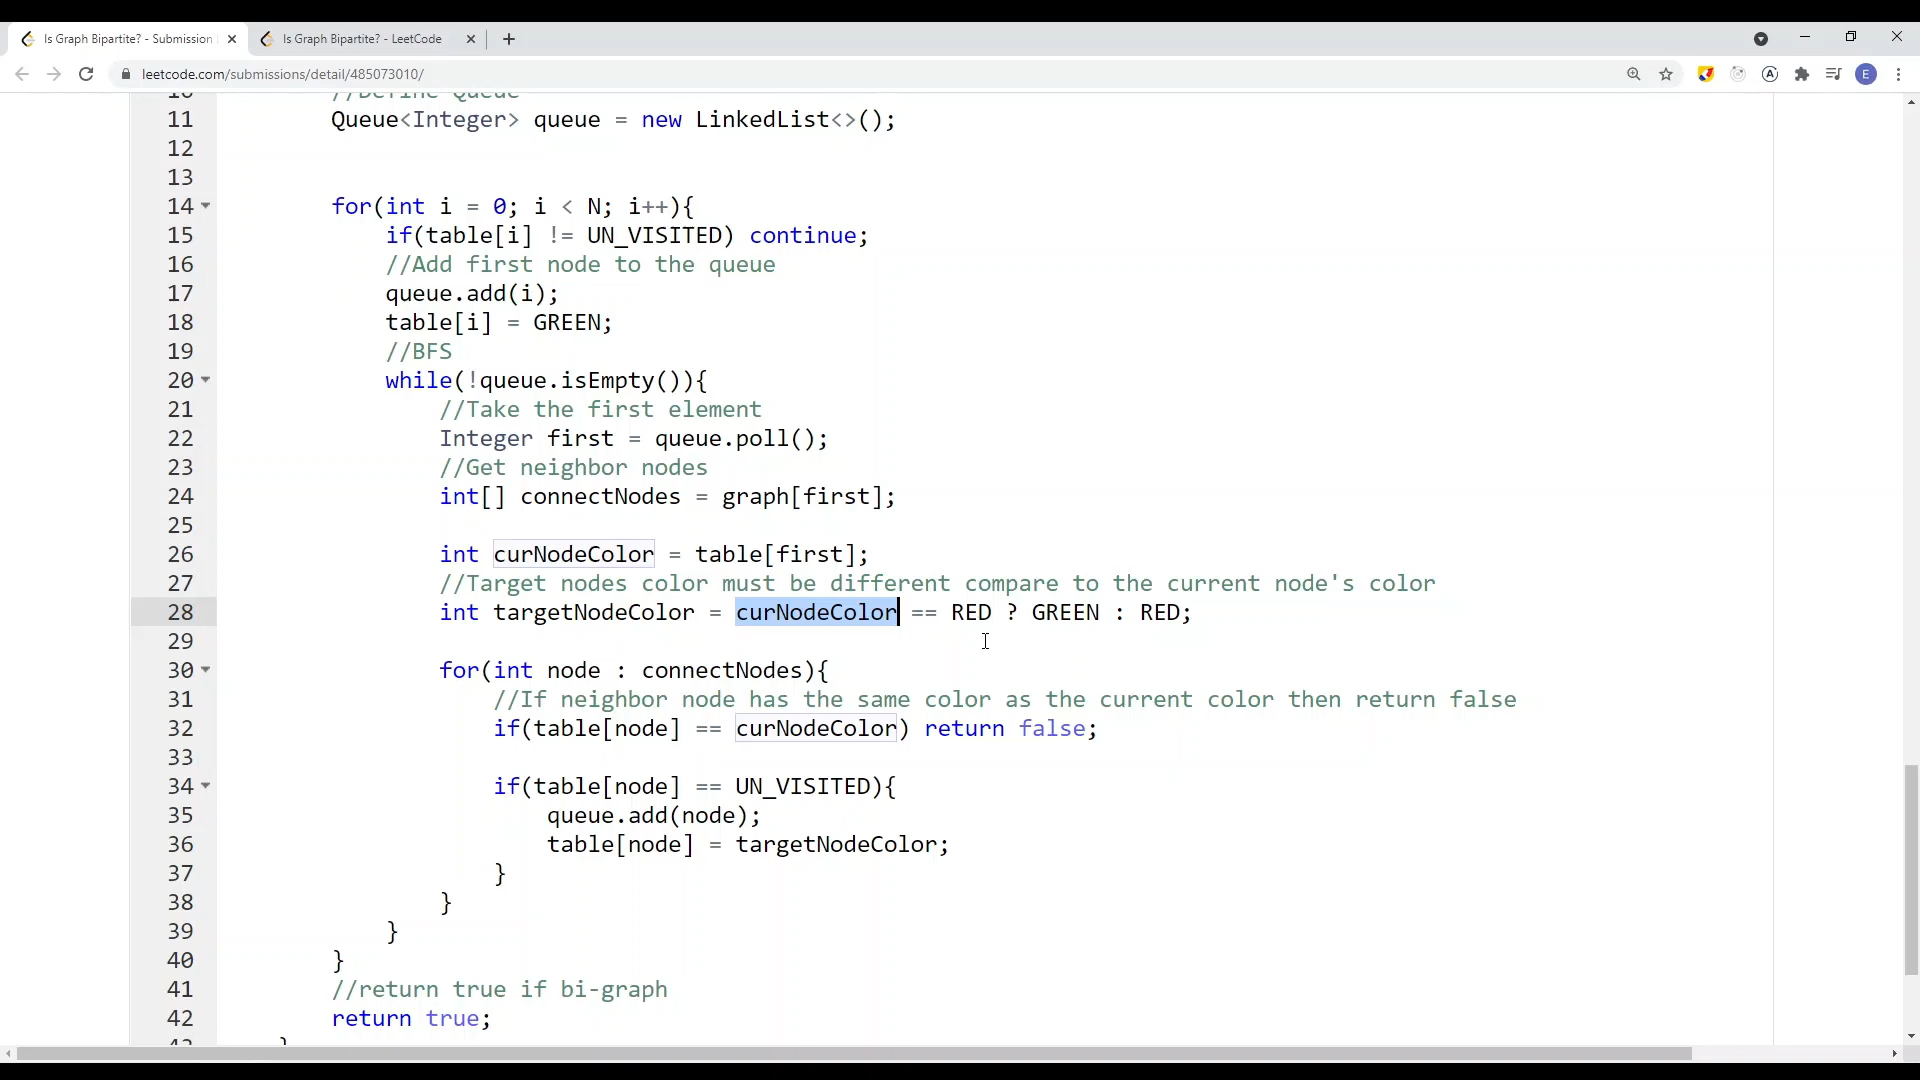 Is Graph Bipartite? - Submission
Is Graph Bipartite? - LeetCode
leetcode.com/submissions/detail/485073010/
E
10 //Define Queue
11 Queue<Integer> queue = new LinkedList<>();
12
13
14 for(int i = 0; i < N; i++){
15 if(table[i] != UN_VISITED) continue;
16 //Add first node to the queue
17 queue.add(i);
18 table[i] = GREEN;
19 //BFS
20 while(!queue.isEmpty()){
21 //Take the first element
22 Integer first = queue.poll();
23 //Get neighbor nodes
24 int[] connectNodes = graph[first];
25
26 int curNodeColor = table[first];
27 //Target nodes color must be different compare to the current node's color
28 int targetNodeColor = curNodeColor == RED ? GREEN : RED;
29
30 for(int node : connectNodes){
31 //If neighbor node has the same color as the current color then return false
32 if(table[node] == curNodeColor) return false;
33
34 if(table[node] == UN_VISITED){
35 queue.add(node);
36 table[node] = targetNodeColor;
37 }
38 }
39 }
40 }
41 //return true if bi-graph
42 return true;
43 }